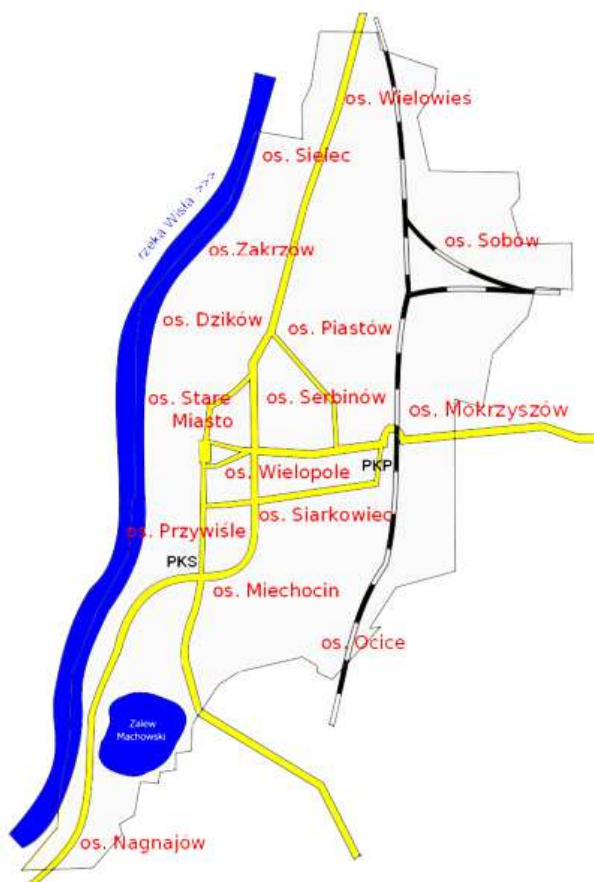 os. Wielowieś
os. Sielec
rzeka Wisła >>>
os. Sobów
os.Zakrzów
os. Dzików
os. Piastów
os. Stare
Miasto
os. Serbinów
os. Mokrzyszów
os. Wielopole
PKP
os. Siarkowiec
os. Przywiśle
PKS
os. Miechocin
os. Ocice
Zalew
Machowski
os. Nagnajów